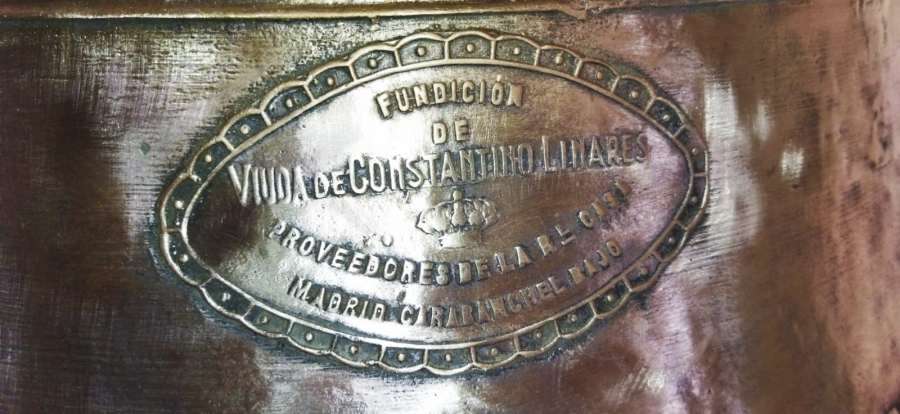 FUNDICIÓN
DE
VIUDA DE CONSTANTINO LINARES
PROVEEDORES DE LA RL CASA
MADRID CARABANCHEL BAJO